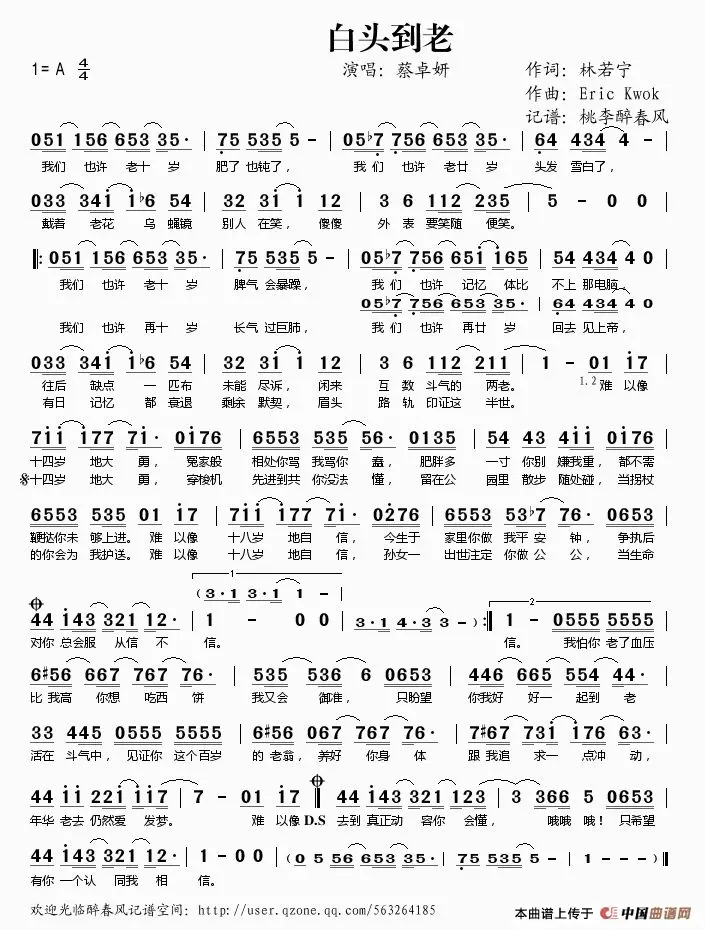 白头到老
1= A 4/4 演唱：蔡卓妍 作词：林若宁
作曲：Eric Kwok
记谱：桃李醉春风
051 156 653 35· | 75 535 5 - | 05♭7 756 653 35· | 64 434 4 - |
我们 也许 老十 岁 肥了 也钝了， 我 们 也许 老廿 岁， 头发 雪白了，
033 341 1♭6 54 | 32 31 1 12 | 3 6 112 235 | 5 - 0 0
戴着 老花 乌 蝇镜 别人 在笑， 傻傻 外 表 要笑随 便笑。
‖: 051 156 653 35· | 75 535 5 - | 05♭7 756 651 165 | 54 434 4 0
我们 也许 老十 岁 脾气 会暴躁， 我 们 也许 记忆 体比 不上 那电脑。
05♭7 756 653 35· | 64 434 4 0
我们 也许 再十 岁 长气 过巨肺， 我 们 也许 再廿 岁 回去 见上帝，
033 341 1♭6 54 | 32 31 1 12 | 3 6 112 211 | 1 - 01 17
往后 缺点 一 匹布 未能 尽诉， 闲来 互 数 斗气的 两老。 1.2 难 以像
有日 记忆 都 衰退 剩余 默契， 眉头 路 轨 印证这 半世。
711 177 71· 0176 | 6553 535 56· 0135 | 54 43 411 0176
十四岁 地大 勇， 冤家般 相处你骂 我骂你 蠢， 肥胖多 一寸 你别 嫌我重， 都不需
𝄋十四岁 地大 勇， 穿梭机 先进到共 你没法 懂， 留在公 园里 散步 随处碰， 当拐杖
6553 535 01 17 | 711 177 71· 0276 | 6553 53♭7 76· 0653
鞭挞你未 够上进。 难 以像 十八岁 地自 信， 今生于 家里你做 我平 安 钟， 争执后
的你会为 我护送。 难 以像 十八岁 地自 信， 孙女一 出世注定 你做 公 公， 当生命
1
(3·1 3·1 1 -
2
44 143 321 12· | 1 - 0 0 | 3·1 4·3 3 -) :‖ 1 - 0555 5555
对你 总会服 从信 不 信。 信。 我怕你 老了血压
6♯56 667 767 76· | 535 536 6 0653 | 446 665 554 44·
比 我高 你想 吃西 饼 我又会 御准， 只盼望 你我好 好一 起到 老
33 445 0555 5555 | 6♯56 067 767 76· | 7♯67 731 176 63·
活在 斗气中， 见证你 这个百岁 的 老翁， 养好 你身 体 跟 我追 求一 点冲 动，
44 11 221 117 | 7 - 01 17 ‖ 44 143 321 123 | 3 366 5 0653
年华 老去 仍然爱 发梦。 难 以像 D.S 去到 真正动 容你 会懂， 哦哦 哦！ 只希望
44 143 321 12· | 1 - 0 0 | (0 5 56 653 35· | 75 535 5 - | 1 - 00)‖
有你 一个认 同我 相 信。
欢迎光临醉春风记谱空间：http://user.qzone.qq.com/563264185
本曲谱上传于 中国曲谱网